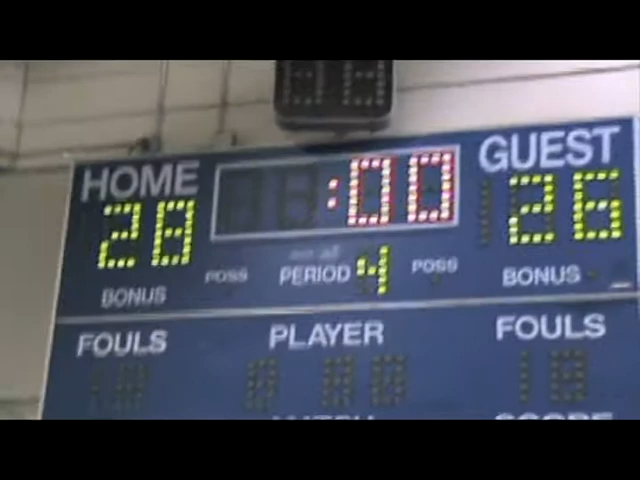 HOME :00 GUEST
28 26
POSS PERIOD 4 POSS
BONUS BONUS
FOULS PLAYER FOULS